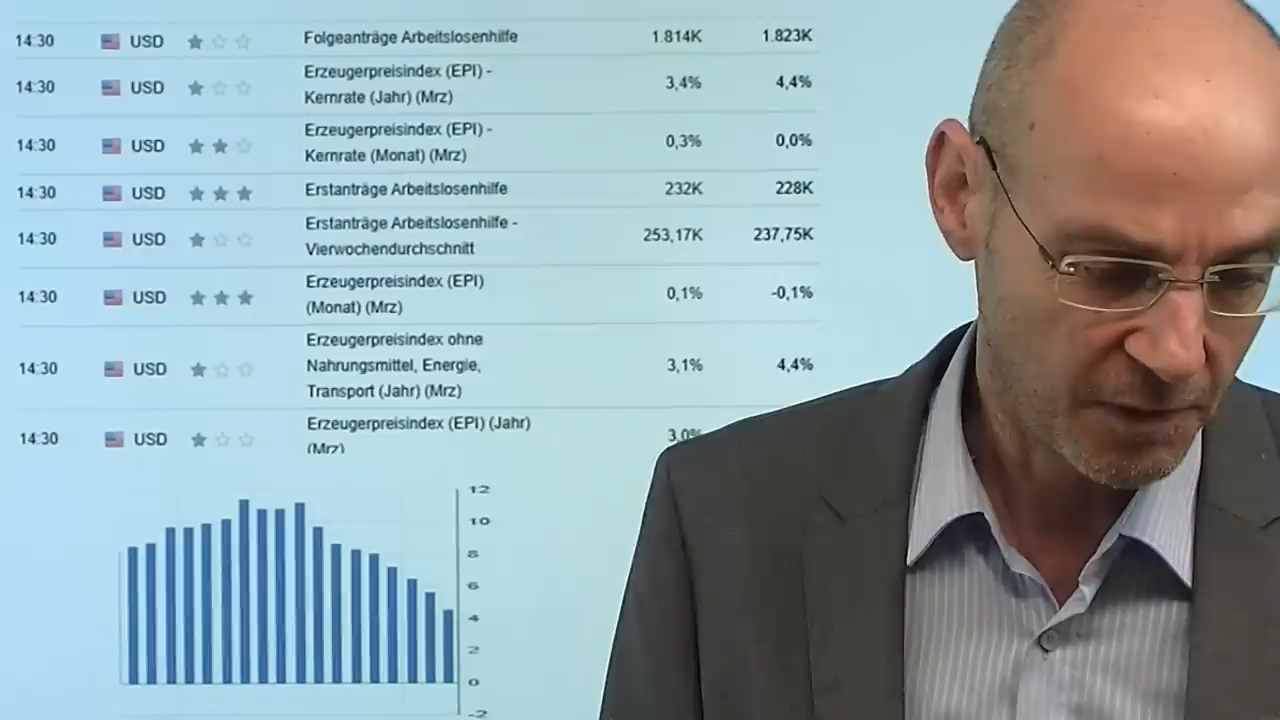 14:30 USD Folgeanträge Arbeitslosenhilfe 1.814K 1.823K
Erzeugerpreisindex (EPI) -
14:30 USD 3,4% 4,4%
Kernrate (Jahr) (Mrz)
Erzeugerpreisindex (EPI) -
14:30 USD 0,3% 0,0%
Kernrate (Monat) (Mrz)
14:30 USD Erstanträge Arbeitslosenhilfe 232K 228K
Erstanträge Arbeitslosenhilfe -
14:30 USD 253,17K 237,75K
Vierwochendurchschnitt
Erzeugerpreisindex (EPI)
14:30 USD 0,1% -0,1%
(Monat) (Mrz)
Erzeugerpreisindex ohne
14:30 USD Nahrungsmittel, Energie, 3,1% 4,4%
Transport (Jahr) (Mrz)
Erzeugerpreisindex (EPI) (Jahr)
14:30 USD 3,0%
(Mrz)
12
10
8
6
4
2
0
-2